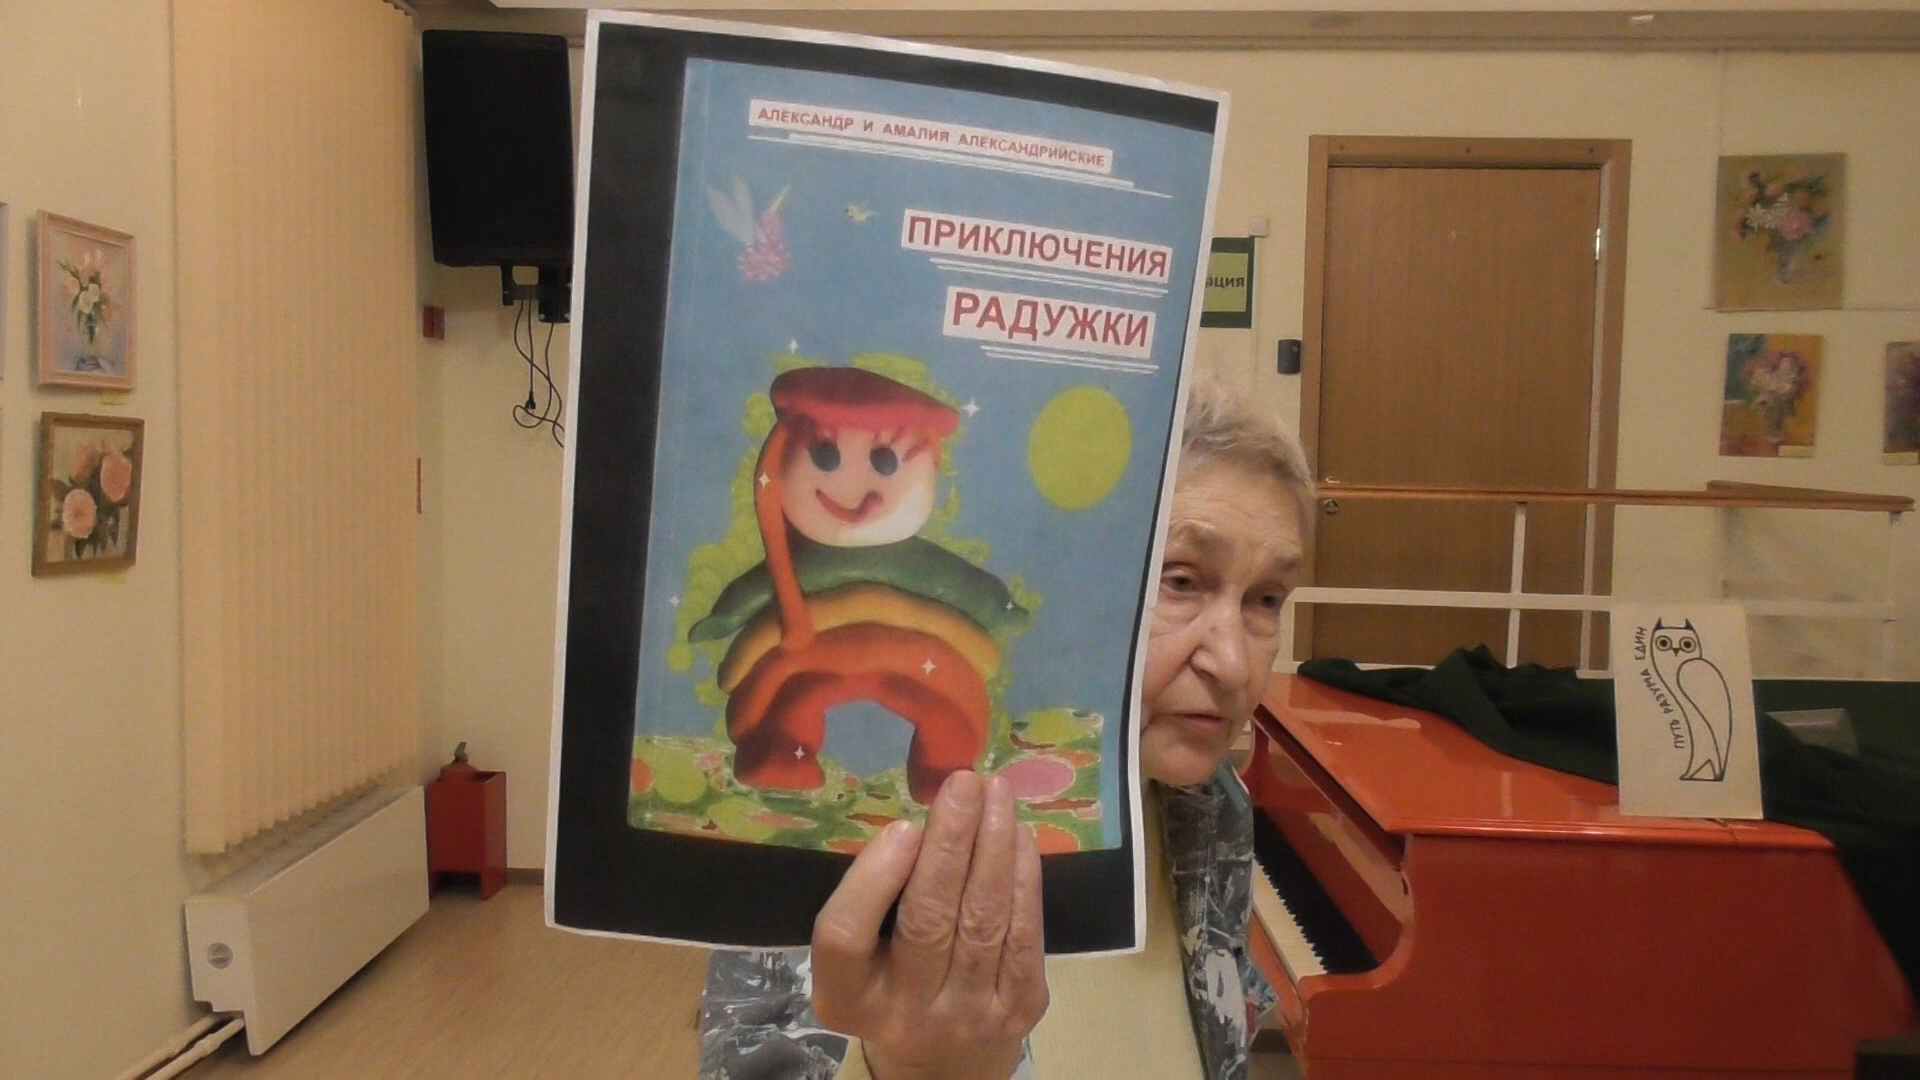 АЛЕКСАНДР И АМАЛИЯ АЛЕКСАНДРИЙСКИЕ
ПРИКЛЮЧЕНИЯ
РАДУЖКИ
ация
ПУТЬ РАЗУМА ЕДИН